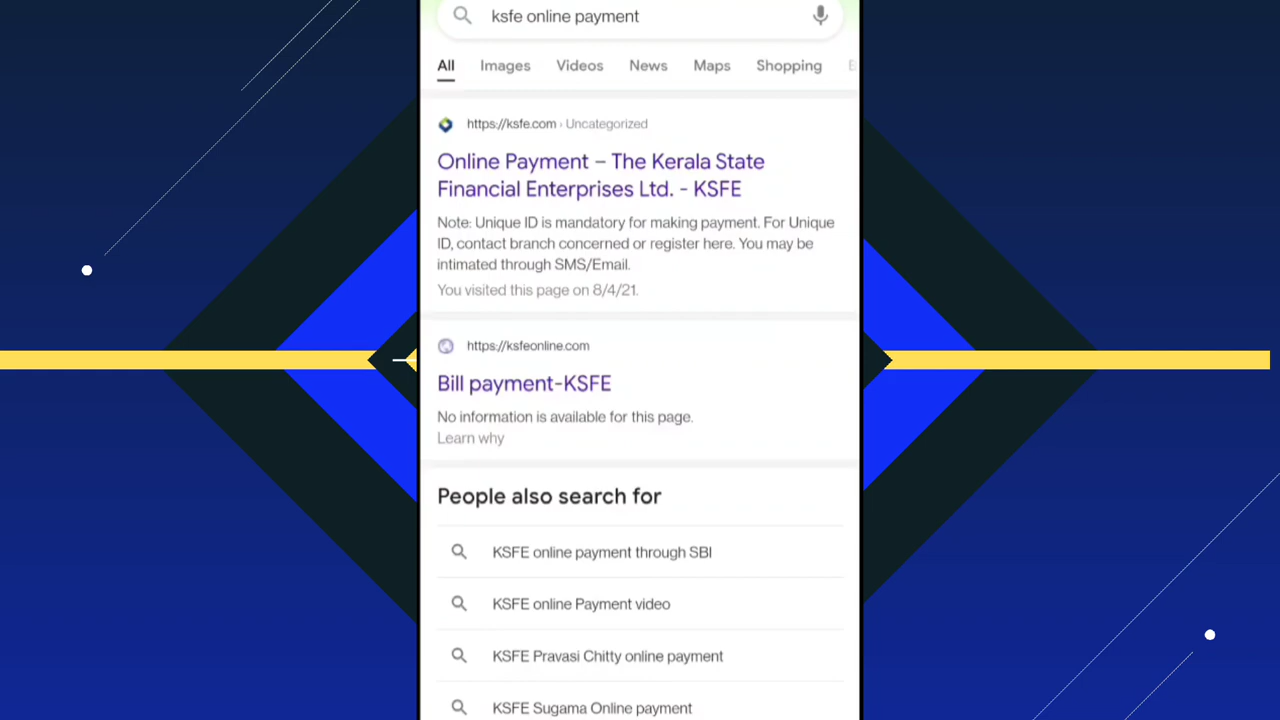 ksfe online payment
All Images Videos News Maps Shopping
https://ksfe.com › Uncategorized
Online Payment – The Kerala State
Financial Enterprises Ltd. - KSFE
Note: Unique ID is mandatory for making payment. For Unique
ID, contact branch concerned or register here. You may be
intimated through SMS/Email.
You visited this page on 8/4/21.
https://ksfeonline.com
Bill payment-KSFE
No information is available for this page.
Learn why
People also search for
KSFE online payment through SBI
KSFE online Payment video
KSFE Pravasi Chitty online payment
KSFE Sugama Online payment